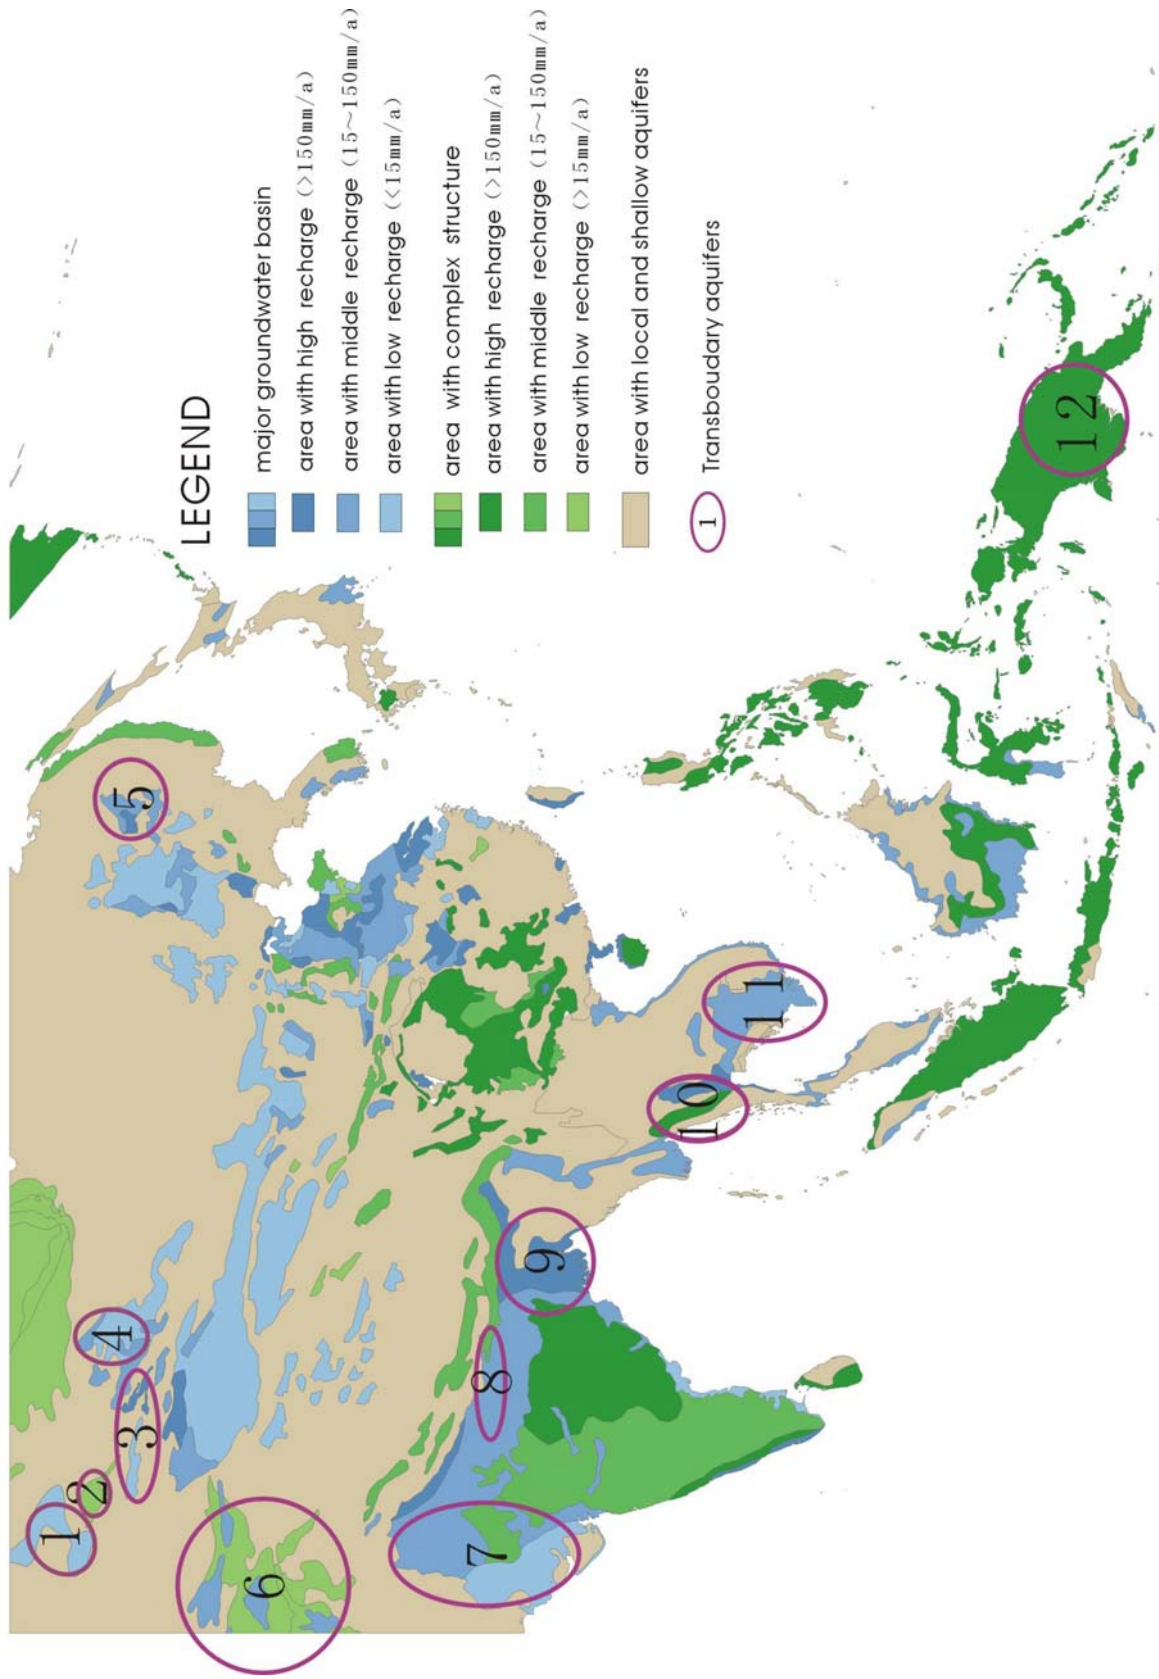 LEGEND
major groundwater basin
area with high recharge (>150mm/a)
area with middle recharge (15~150mm/a)
area with low recharge (<15mm/a)
area with complex structure
area with high recharge (>150mm/a)
area with middle recharge (15~150mm/a)
area with low recharge (>15mm/a)
area with local and shallow aquifers
1 Transboudary aquifers
1
2
3
4
5
6
7
8
9
10
11
12